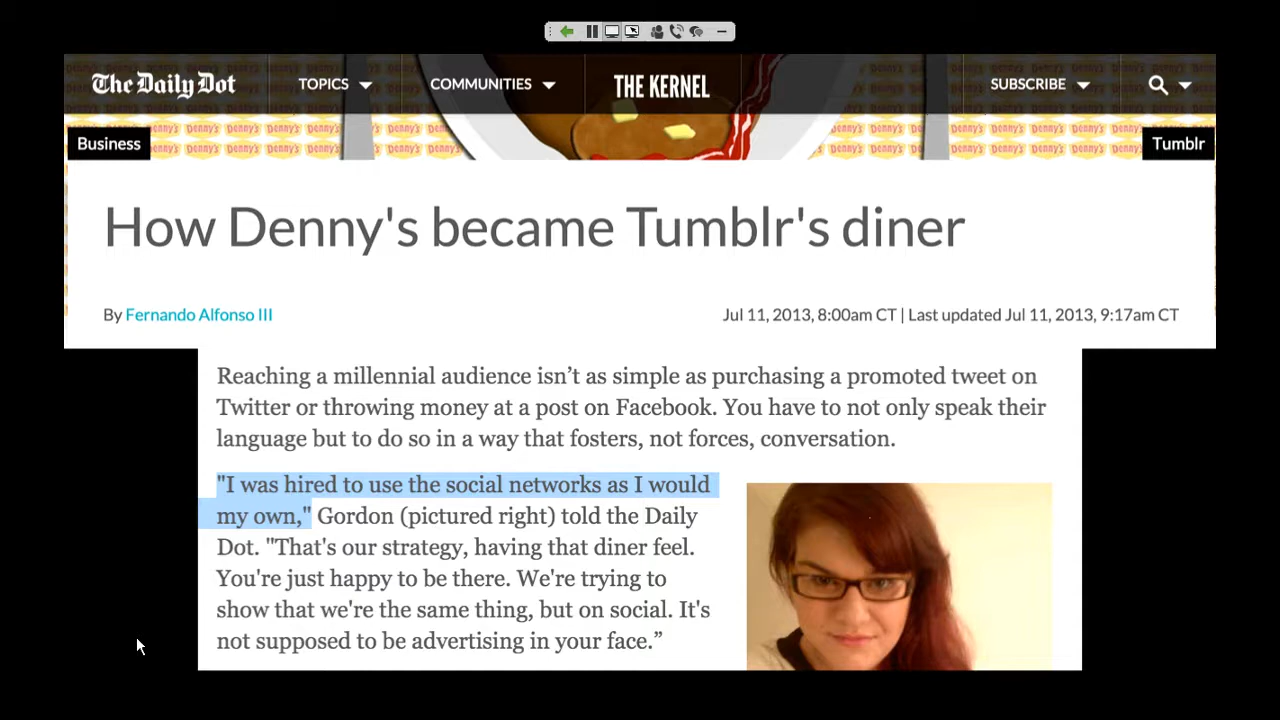 The Daily Dot
TOPICS
COMMUNITIES
THE KERNEL
SUBSCRIBE
Business
Denny's Denny's Denny's Denny's Denny's Denny's
Tumblr
How Denny's became Tumblr's diner
By Fernando Alfonso III
Jul 11, 2013, 8:00am CT | Last updated Jul 11, 2013, 9:17am CT
Reaching a millennial audience isn’t as simple as purchasing a promoted tweet on
Twitter or throwing money at a post on Facebook. You have to not only speak their
language but to do so in a way that fosters, not forces, conversation.
"I was hired to use the social networks as I would
my own," Gordon (pictured right) told the Daily
Dot. "That's our strategy, having that diner feel.
You're just happy to be there. We're trying to
show that we're the same thing, but on social. It's
not supposed to be advertising in your face.”